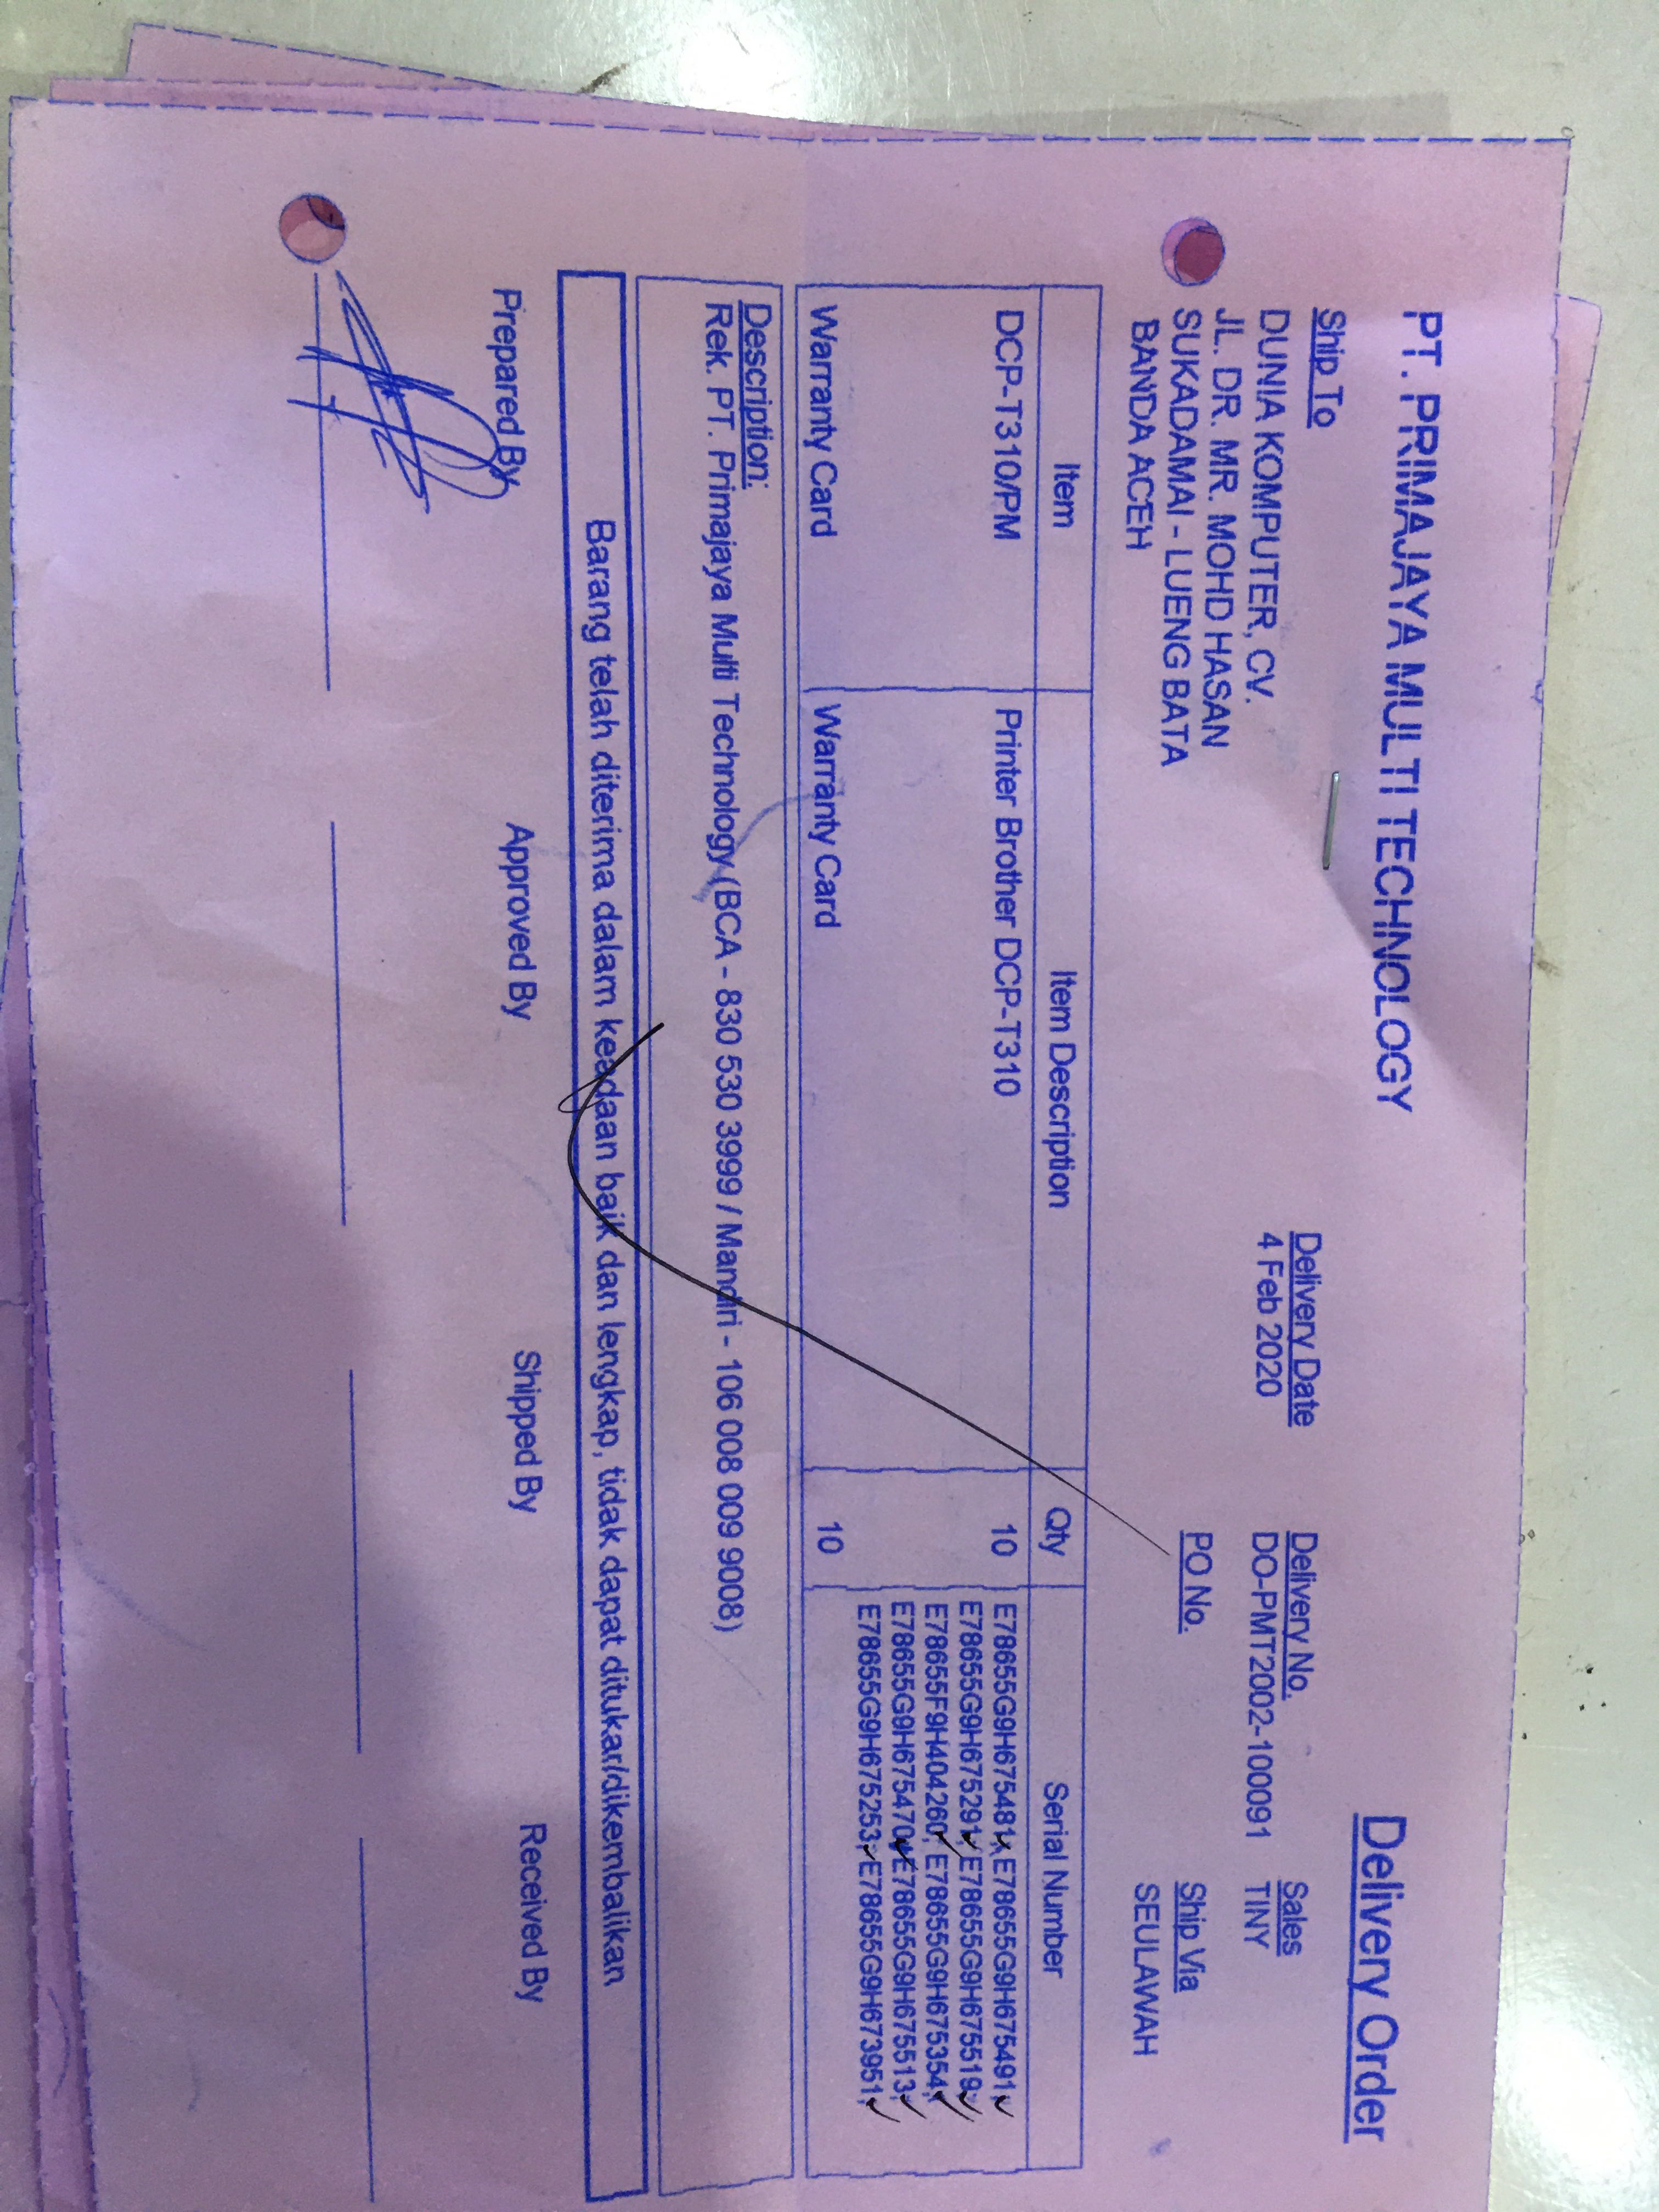 PT. PRIMAJAYA MULTI TECHNOLOGY
Delivery Order
Ship To
DUNIA KOMPUTER, CV.
JL. DR. MR. MOHD HASAN
SUKADAMAI - LUENG BATA
BANDA ACEH
Delivery Date
4 Feb 2020
Delivery No.
DO-PMT2002-100091
Sales
TINY
PO No.
Ship Via
SEULAWAH
Item Item Description Qty Serial Number
DCP-T310/PM Printer Brother DCP-T310 10 E78655G9H675481; E78655G9H675491;
E78655G9H675291; E78655G9H675519;
E78655F9H404260; E78655G9H675354;
E78655G9H675470; E78655G9H675513;
E78655G9H675253; E78655G9H673951;
Warranty Card Warranty Card 10
Description:
Rek. PT. Primajaya Multi Technology (BCA - 830 530 3999 / Mandiri - 106 008 009 9008)
Barang telah diterima dalam keadaan baik dan lengkap, tidak dapat ditukar/dikembalikan
Prepared By Approved By Shipped By Received By